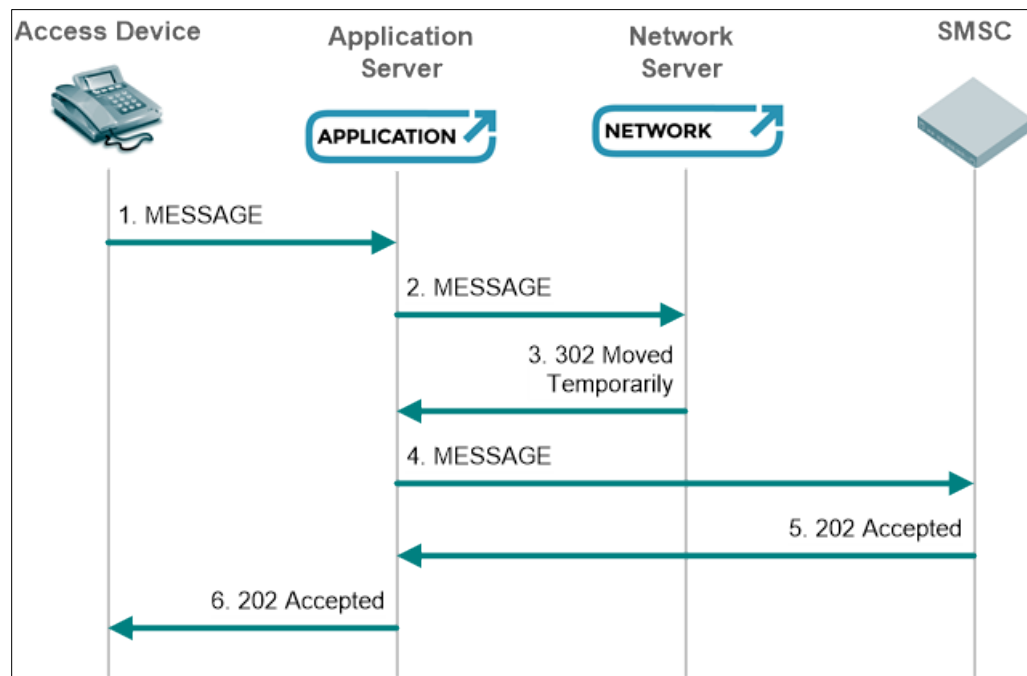 Access Device
Application
Server
Network
Server
SMSC
APPLICATION
NETWORK
1. MESSAGE
2. MESSAGE
3. 302 Moved
Temporarily
4. MESSAGE
5. 202 Accepted
6. 202 Accepted